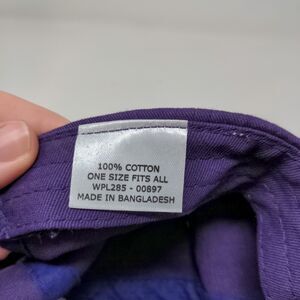 100% COTTON
ONE SIZE FITS ALL
WPL285 - 00897
MADE IN BANGLADESH